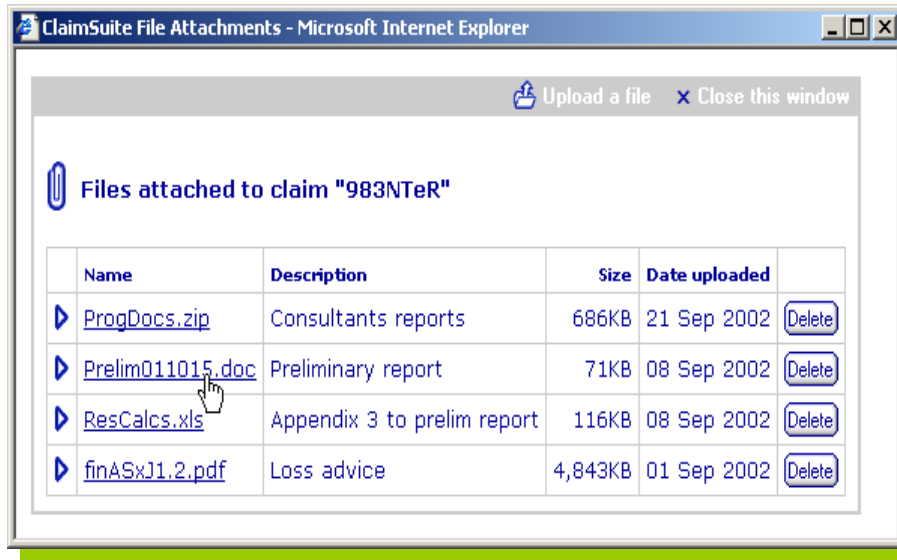 ClaimSuite File Attachments - Microsoft Internet Explorer
Upload a file x Close this window
Files attached to claim "983NTeR"
Name Description Size Date uploaded
ProgDocs.zip Consultants reports 686KB 21 Sep 2002 Delete
Prelim011015.doc Preliminary report 71KB 08 Sep 2002 Delete
ResCalcs.xls Appendix 3 to prelim report 116KB 08 Sep 2002 Delete
finASxJ1.2.pdf Loss advice 4,843KB 01 Sep 2002 Delete